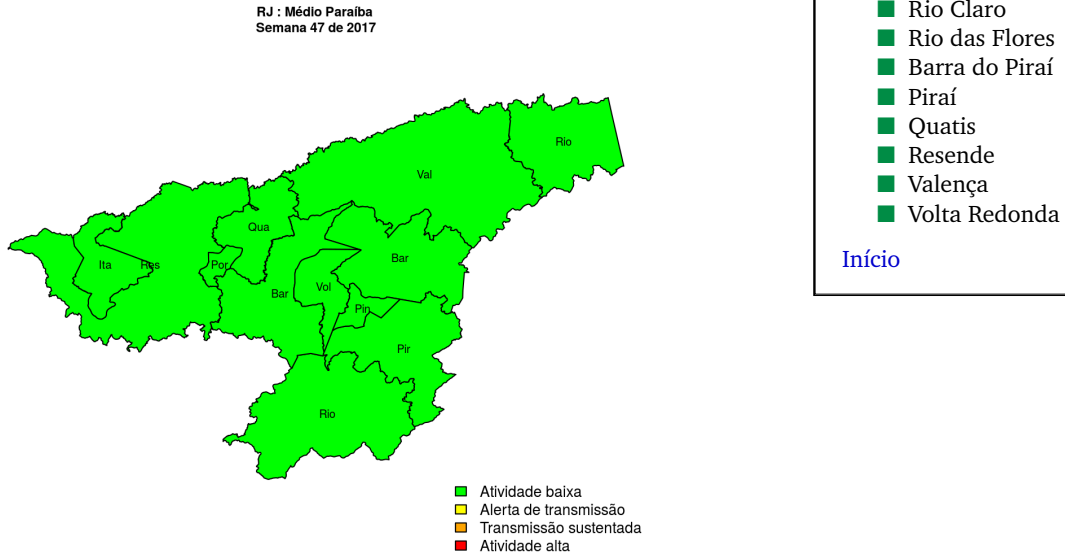 RJ : Médio Paraíba
Semana 47 de 2017
Rio
Val
Qua
Ita
Res
Por
Bar
Bar
Vol
Pin
Pir
Rio
Atividade baixa
Alerta de transmissão
Transmissão sustentada
Atividade alta
Rio Claro
Rio das Flores
Barra do Piraí
Piraí
Quatis
Resende
Valença
Volta Redonda
Início